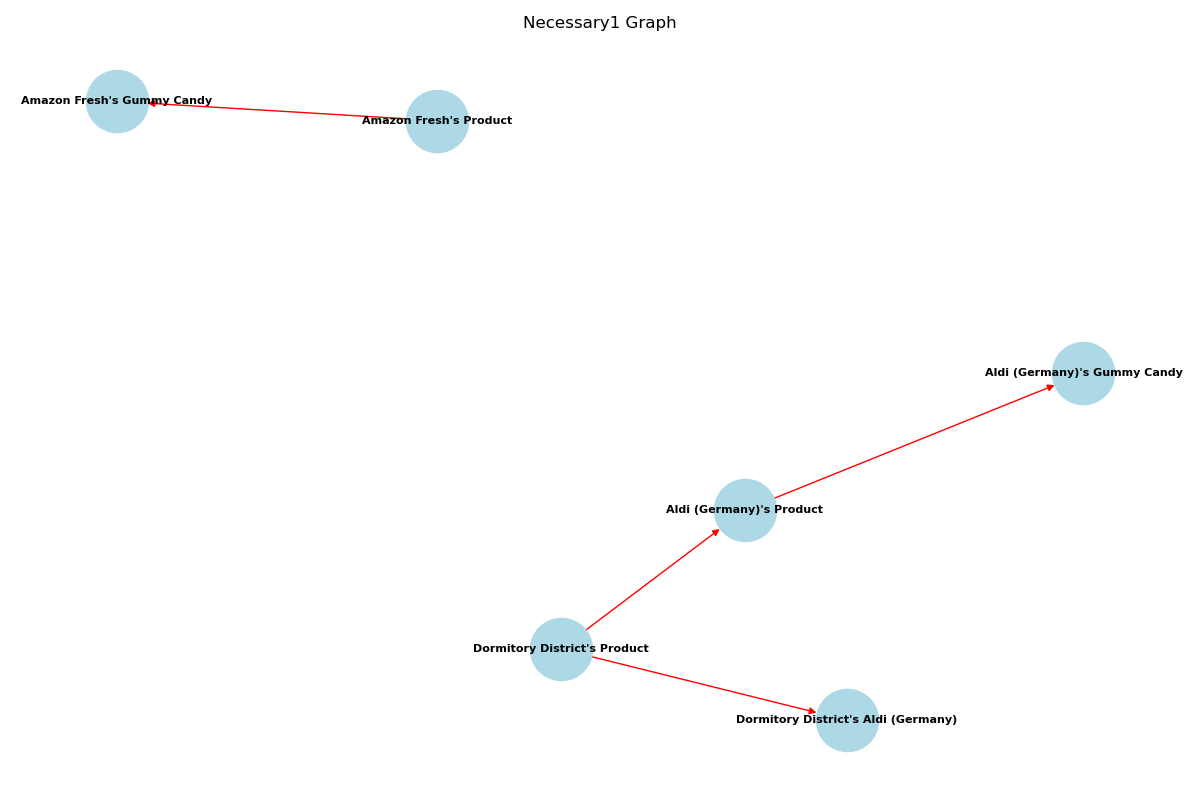 Necessary1 Graph
Amazon Fresh's Gummy Candy
Amazon Fresh's Product
Aldi (Germany)'s Gummy Candy
Aldi (Germany)'s Product
Dormitory District's Product
Dormitory District's Aldi (Germany)